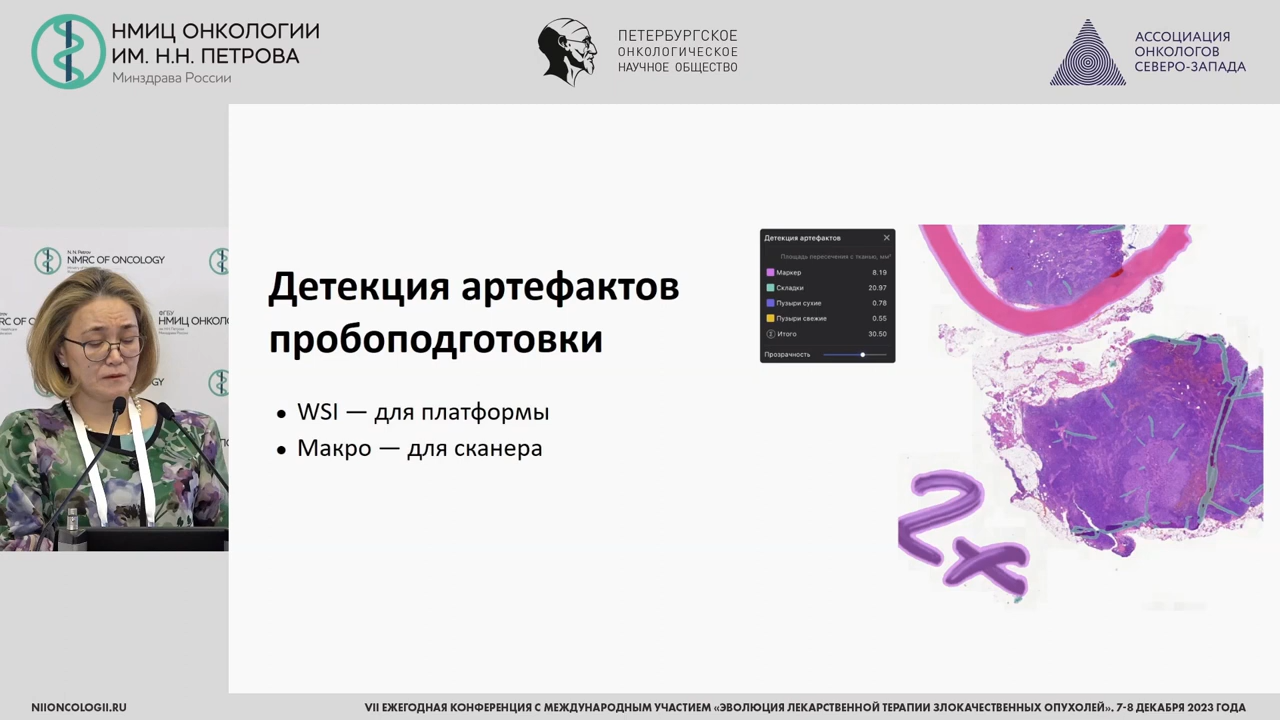 НМИЦ ОНКОЛОГИИ
ИМ. Н.Н. ПЕТРОВА
Минздрава России
ПЕТЕРБУРГСКОЕ
ОНКОЛОГИЧЕСКОЕ
НАУЧНОЕ ОБЩЕСТВО
АССОЦИАЦИЯ
ОНКОЛОГОВ
СЕВЕРО-ЗАПАДА
N.N. Petrov
NMRC OF ONCOLOGY
ФГБУ
Детекция артефактов
пробоподготовки
• WSI — для платформы
• Макро — для сканера
Детекция артефактов
Площадь пересечения с тканью, мм²
Маркер 8.19
Складки 20.97
Пузыри сухие 0.78
Пузыри свежие 0.55
Итого 30.50
Прозрачность
2x
NIIONCOLOGII.RU
VII ЕЖЕГОДНАЯ КОНФЕРЕНЦИЯ С МЕЖДУНАРОДНЫМ УЧАСТИЕМ «ЭВОЛЮЦИЯ ЛЕКАРСТВЕННОЙ ТЕРАПИИ ЗЛОКАЧЕСТВЕННЫХ ОПУХОЛЕЙ». 7-8 ДЕКАБРЯ 2023 ГОДА